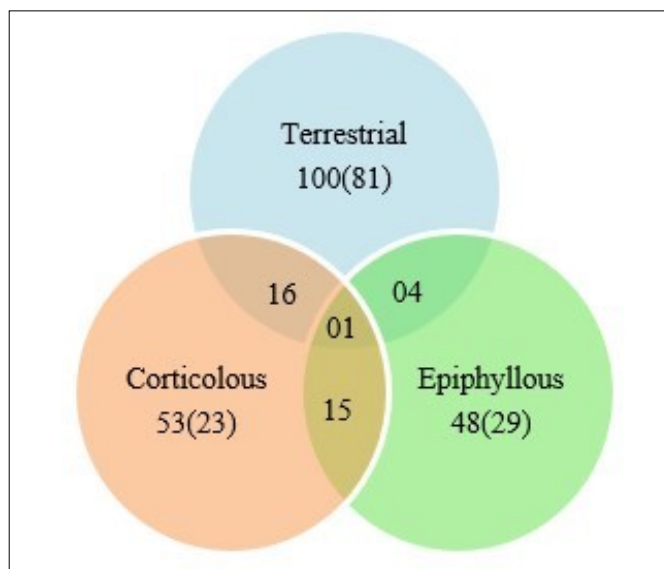 Terrestrial
100(81)
16
04
01
Corticolous
53(23)
15
Epiphyllous
48(29)